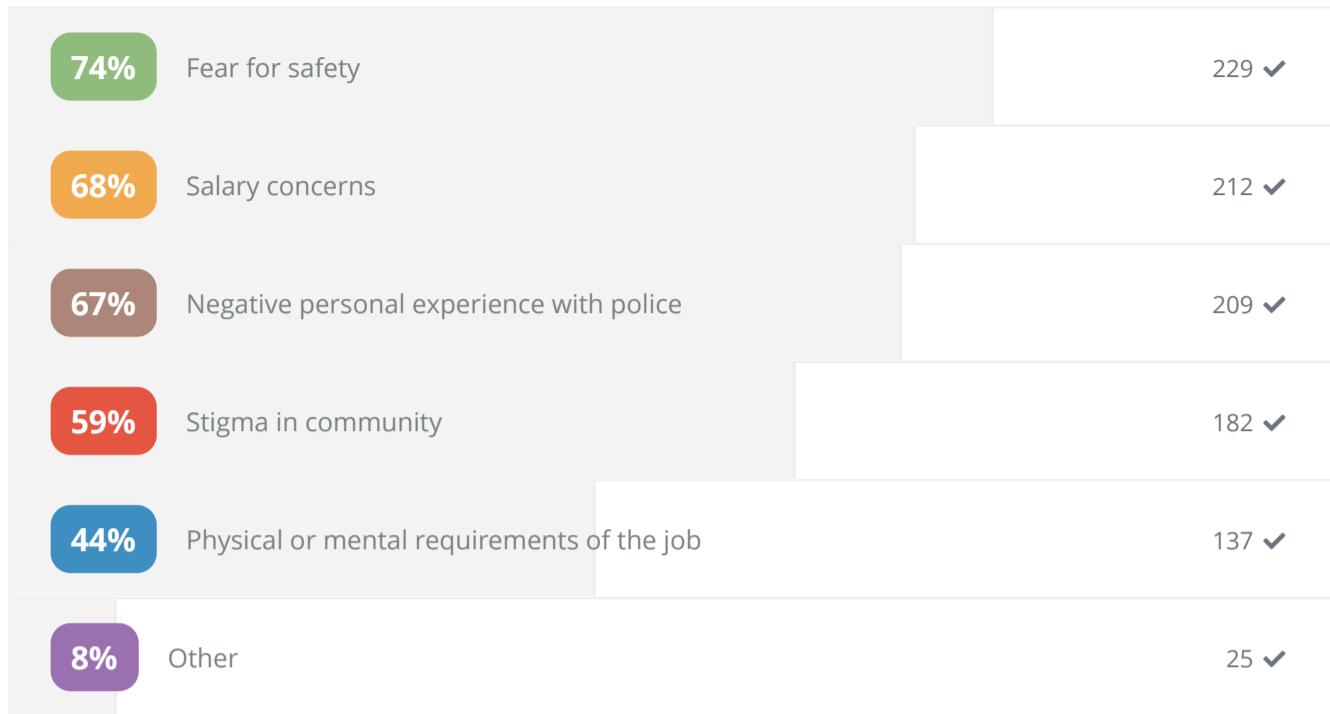 74% Fear for safety 229 ✔
68% Salary concerns 212 ✔
67% Negative personal experience with police 209 ✔
59% Stigma in community 182 ✔
44% Physical or mental requirements of the job 137 ✔
8% Other 25 ✔